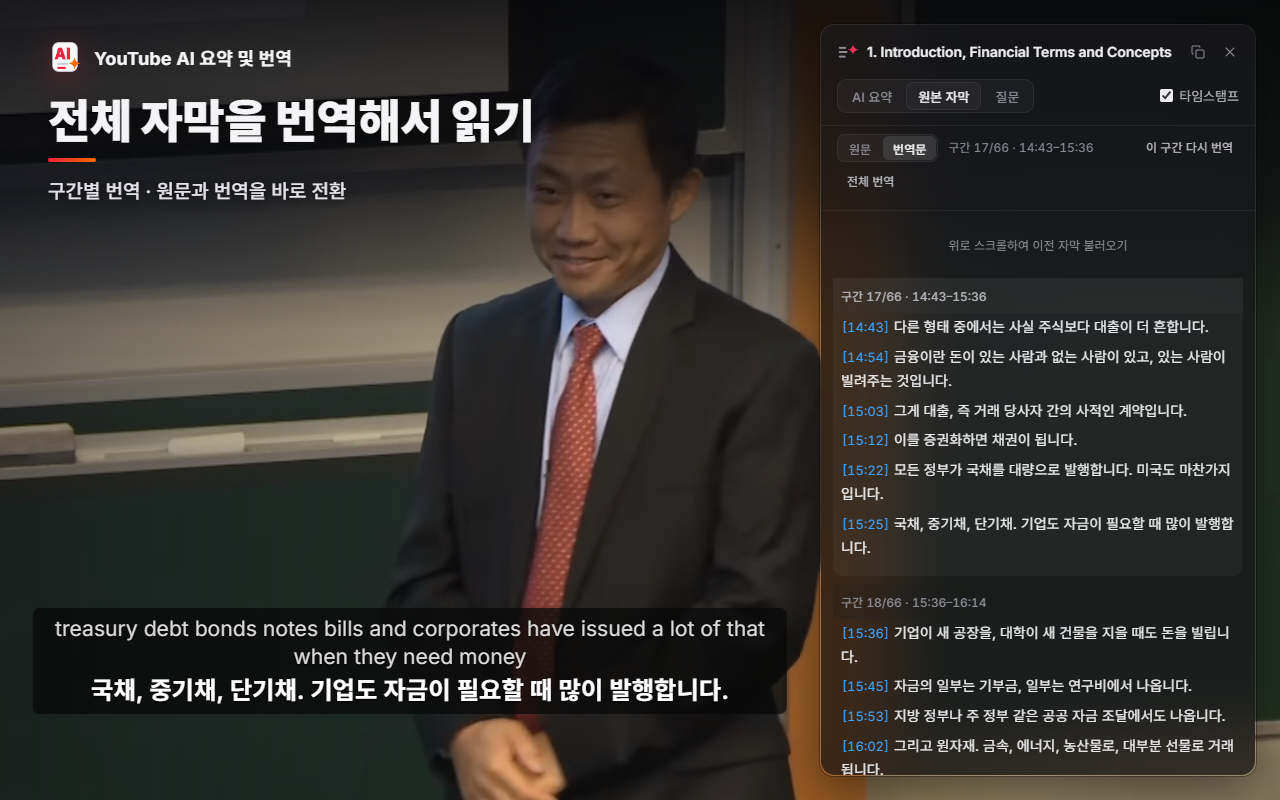 AI
YouTube AI 요약 및 번역
전체 자막을 번역해서 읽기
구간별 번역 · 원문과 번역을 바로 전환
treasury debt bonds notes bills and corporates have issued a lot of that
when they need money
국채, 중기채, 단기채. 기업도 자금이 필요할 때 많이 발행합니다.
1. Introduction, Financial Terms and Concepts
AI 요약 원본 자막 질문 타임스탬프
원문 번역문 구간 17/66 · 14:43–15:36 이 구간 다시 번역
전체 번역
위로 스크롤하여 이전 자막 불러오기
구간 17/66 · 14:43–15:36
[14:43] 다른 형태 중에서는 사실 주식보다 대출이 더 흔합니다.
[14:54] 금융이란 돈이 있는 사람과 없는 사람이 있고, 있는 사람이
빌려주는 것입니다.
[15:03] 그게 대출, 즉 거래 당사자 간의 사적인 계약입니다.
[15:12] 이를 증권화하면 채권이 됩니다.
[15:22] 모든 정부가 국채를 대량으로 발행합니다. 미국도 마찬가지
입니다.
[15:25] 국채, 중기채, 단기채. 기업도 자금이 필요할 때 많이 발행합
니다.
구간 18/66 · 15:36–16:14
[15:36] 기업이 새 공장을, 대학이 새 건물을 지을 때도 돈을 빌립니
다.
[15:45] 자금의 일부는 기부금, 일부는 연구비에서 나옵니다.
[15:53] 지방 정부나 주 정부 같은 공공 자금 조달에서도 나옵니다.
[16:02] 그리고 원자재. 금속, 에너지, 농산물로, 대부분 선물로 거래
됩니다.